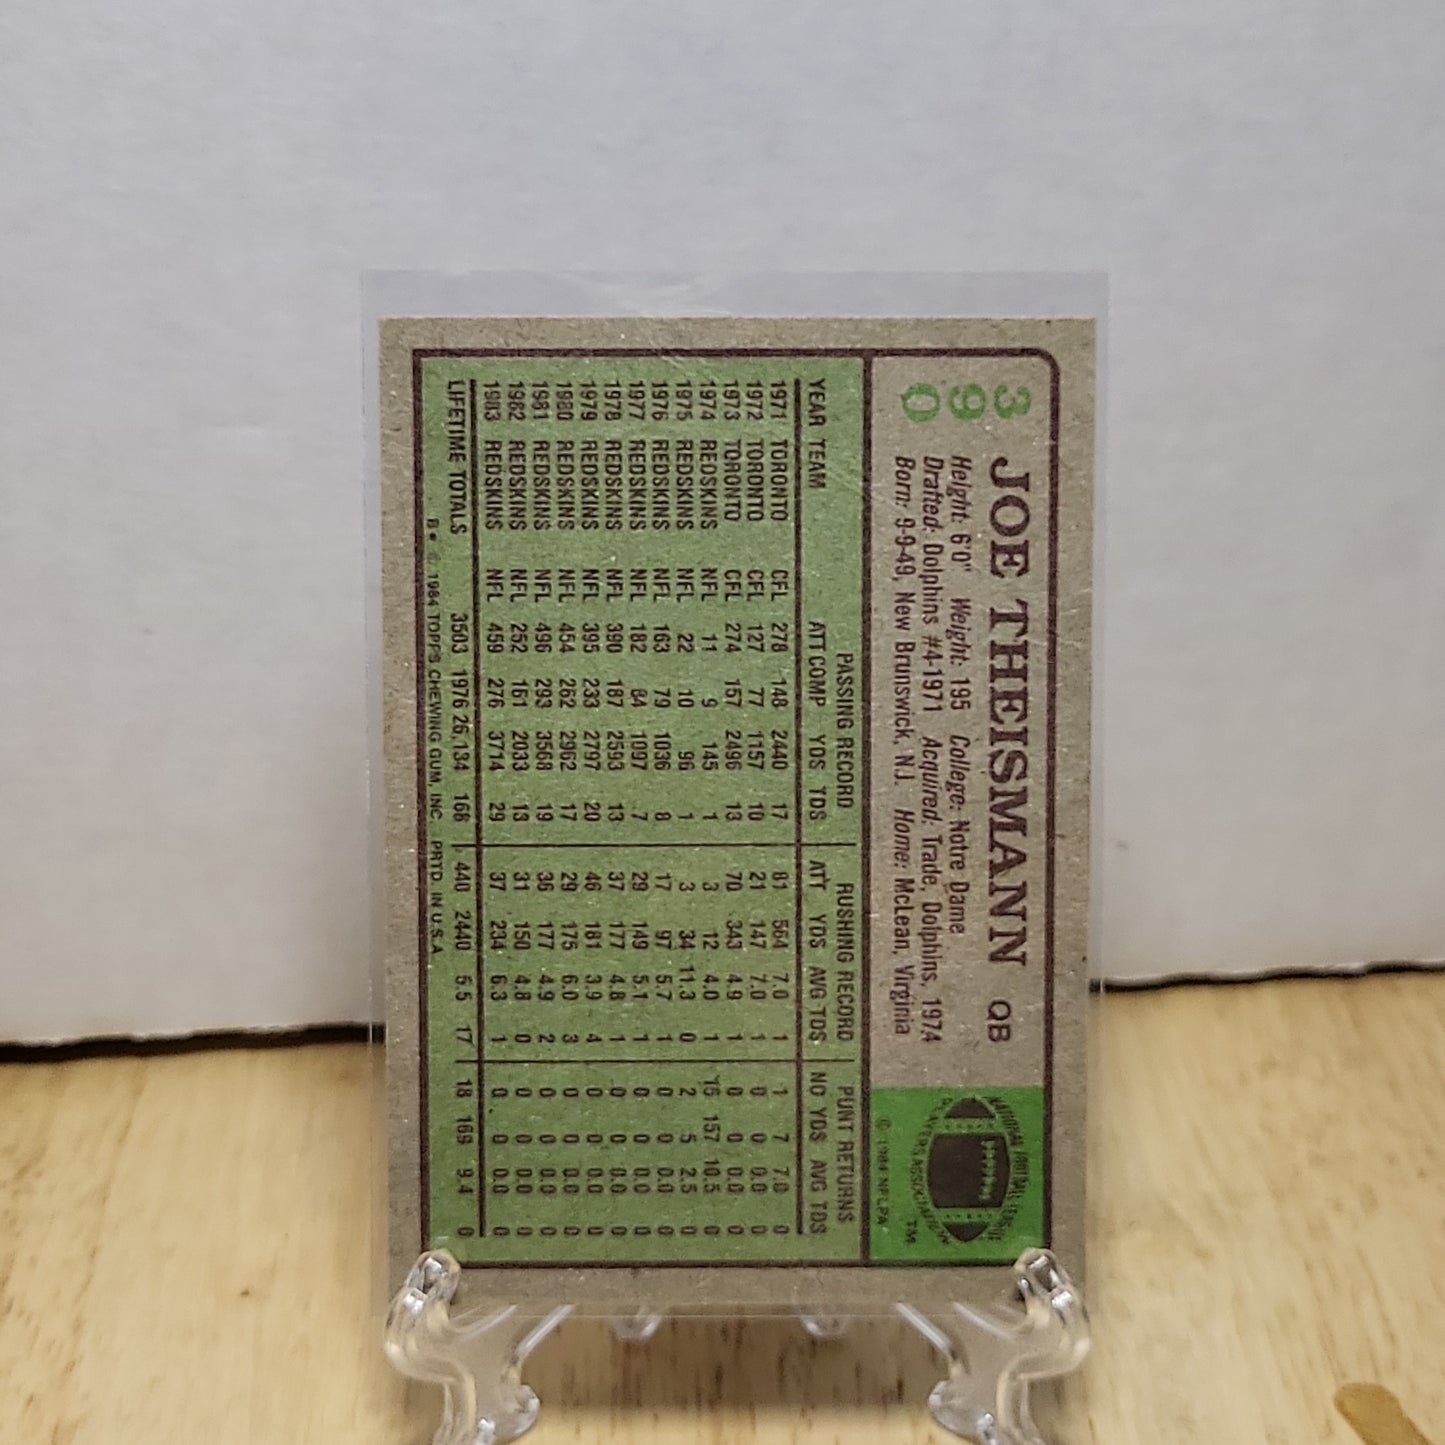 390
JOE THEISMANN QB
Height: 6'0" Weight: 195 College: Notre Dame
Drafted: Dolphins #4-1971 Acquired: Trade, Dolphins, 1974
Born: 9-9-49, New Brunswick, N.J. Home: McLean, Virginia
NATIONAL FOOTBALL LEAGUE
PLAYERS ASSOCIATION
TM
© 1984 NFLPA
PASSING RECORD RUSHING RECORD PUNT RETURNS
YEAR TEAM ATT COMP YDS TDS ATT YDS AVG TDS NO YDS AVG TDS
1971 TORONTO CFL 278 148 2440 17 81 564 7.0 1 1 7 7.0 0
1972 TORONTO CFL 127 77 1157 10 21 147 7.0 1 0 0 0.0 0
1973 TORONTO CFL 274 157 2496 13 70 343 4.9 1 0 0 0.0 0
1974 REDSKINS NFL 11 9 145 1 3 12 4.0 1 15 157 10.5 0
1975 REDSKINS NFL 22 10 96 1 3 34 11.3 0 2 5 2.5 0
1976 REDSKINS NFL 163 79 1036 8 17 97 5.7 1 0 0 0.0 0
1977 REDSKINS NFL 182 84 1097 7 29 149 5.1 1 0 0 0.0 0
1978 REDSKINS NFL 390 187 2593 13 37 177 4.8 1 0 0 0.0 0
1979 REDSKINS NFL 395 233 2797 20 46 181 3.9 4 0 0 0.0 0
1980 REDSKINS NFL 454 262 2962 17 29 175 6.0 3 0 0 0.0 0
1981 REDSKINS NFL 496 293 3568 19 36 177 4.9 2 0 0 0.0 0
1982 REDSKINS NFL 252 161 2033 13 31 150 4.8 0 0 0 0.0 0
1983 REDSKINS NFL 459 276 3714 29 37 234 6.3 1 0 0 0.0 0
LIFETIME TOTALS 3503 1976 26,134 168 440 2440 5.5 17 18 169 9.4 0
B• © 1984 TOPPS CHEWING GUM, INC. PRTD. IN U.S.A.